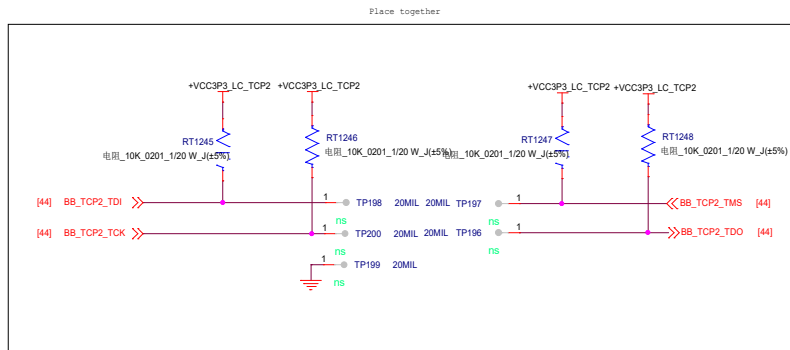 Place together
+VCC3P3_LC_TCP2
+VCC3P3_LC_TCP2
+VCC3P3_LC_TCP2
+VCC3P3_LC_TCP2
RT1245
电阻_10K_0201_1/20 W_J(±5%)
RT1246
电阻_10K_0201_1/20 W_J(±5%)
RT1247
电阻_10K_0201_1/20 W_J(±5%)
RT1248
电阻_10K_0201_1/20 W_J(±5%)
[44] BB_TCP2_TDI
1
TP198 20MIL
ns
20MIL TP197
1
ns
BB_TCP2_TMS [44]
[44] BB_TCP2_TCK
1
TP200 20MIL
ns
20MIL TP196
1
ns
BB_TCP2_TDO [44]
1
TP199 20MIL
ns